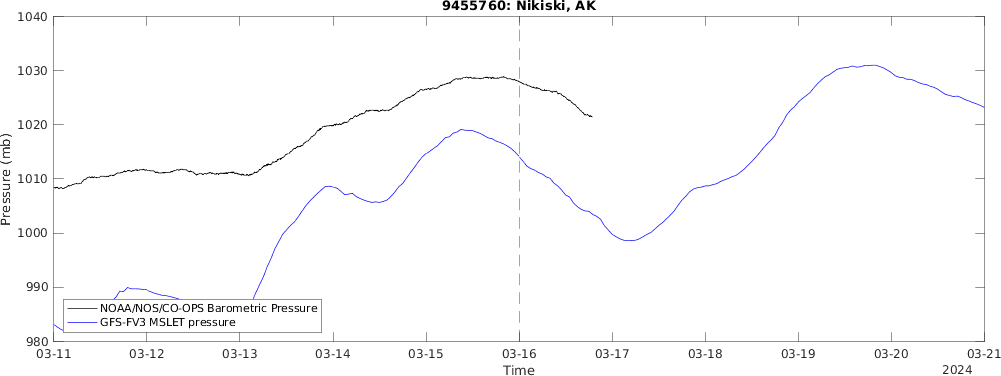 9455760: Nikiski, AK
Pressure (mb)
1040
1030
1020
1010
1000
990
980
NOAA/NOS/CO-OPS Barometric Pressure
GFS-FV3 MSLET pressure
03-11 03-12 03-13 03-14 03-15 03-16 03-17 03-18 03-19 03-20 03-21
Time
2024